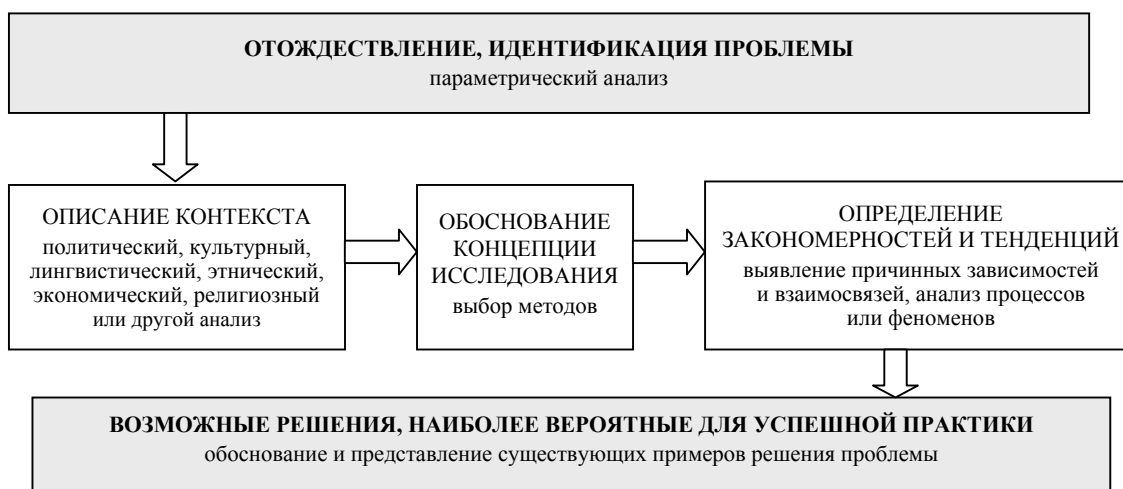 ОТОЖДЕСТВЛЕНИЕ, ИДЕНТИФИКАЦИЯ ПРОБЛЕМЫ
параметрический анализ
ОПИСАНИЕ КОНТЕКСТА
политический, культурный,
лингвистический, этнический,
экономический, религиозный
или другой анализ
ОБОСНОВАНИЕ
КОНЦЕПЦИИ
ИССЛЕДОВАНИЯ
выбор методов
ОПРЕДЕЛЕНИЕ
ЗАКОНОМЕРНОСТЕЙ И ТЕНДЕНЦИЙ
выявление причинных зависимостей
и взаимосвязей, анализ процессов
или феноменов
ВОЗМОЖНЫЕ РЕШЕНИЯ, НАИБОЛЕЕ ВЕРОЯТНЫЕ ДЛЯ УСПЕШНОЙ ПРАКТИКИ
обоснование и представление существующих примеров решения проблемы